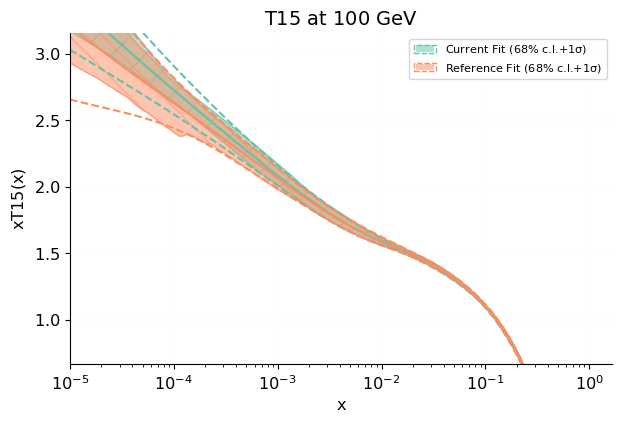 T15 at 100 GeV
Current Fit (68% c.l.+1σ)
Reference Fit (68% c.l.+1σ)
xT15(x)
3.0
2.5
2.0
1.5
1.0
10⁻⁵ 10⁻⁴ 10⁻³ 10⁻² 10⁻¹ 10⁰
x